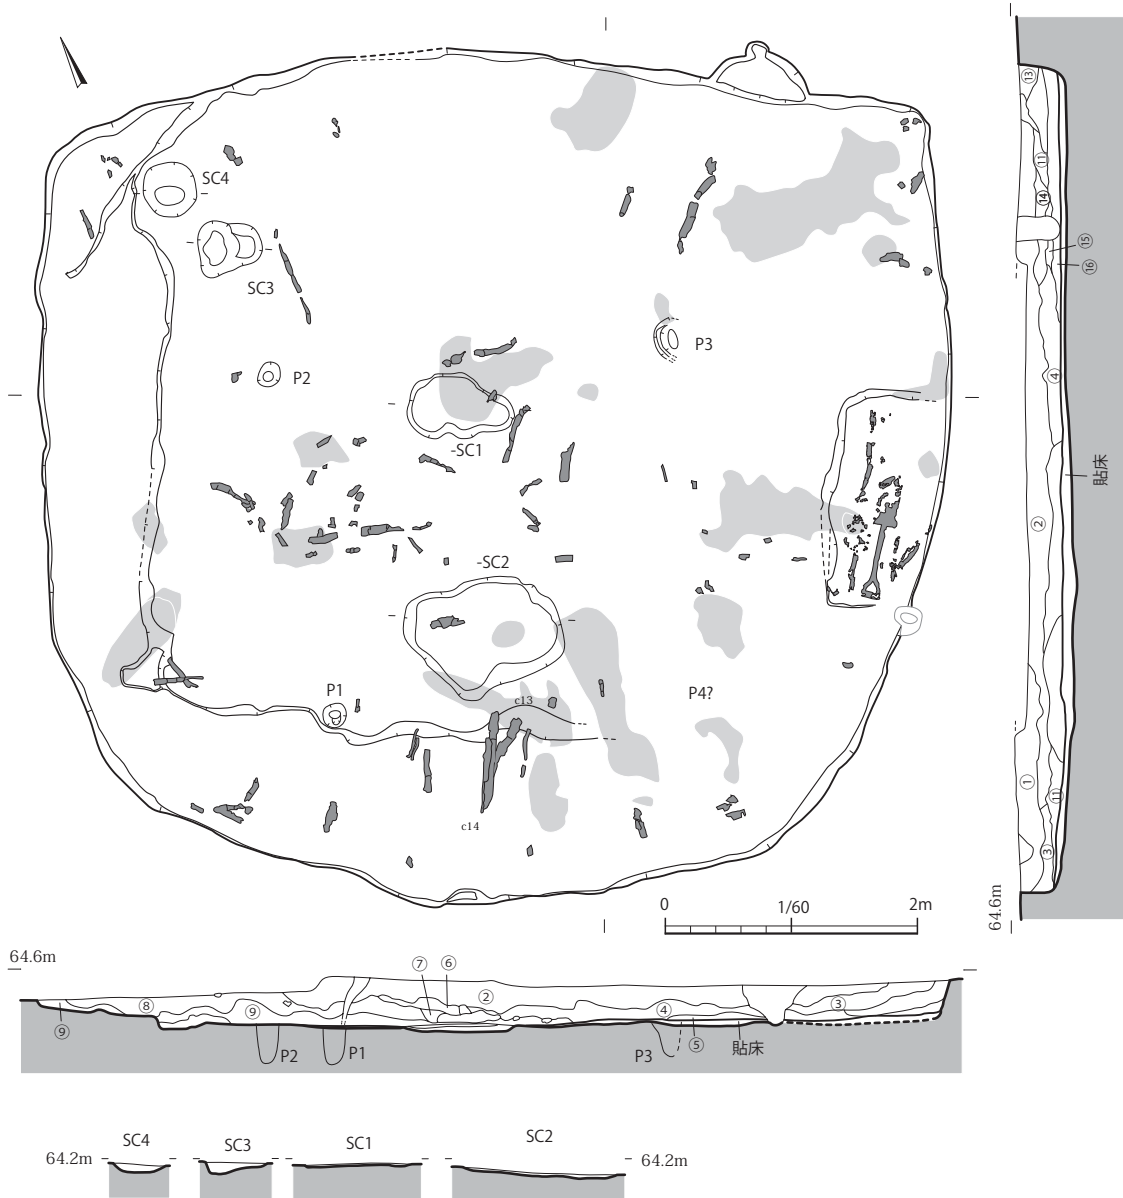 SC4
SC3
P2
P3
-SC1
-SC2
P1
c13
P4?
c14
0 1/60 2m
⑬
⑪
⑭
⑮
⑯
④
貼床
②
①
⑪
③
64.6m
64.6m
⑦ ⑥
② 
⑧ ⑨ ④ ③
⑨ P2 P1 P3 ⑤ 貼床
SC4 SC3 SC1 SC2
64.2m 64.2m